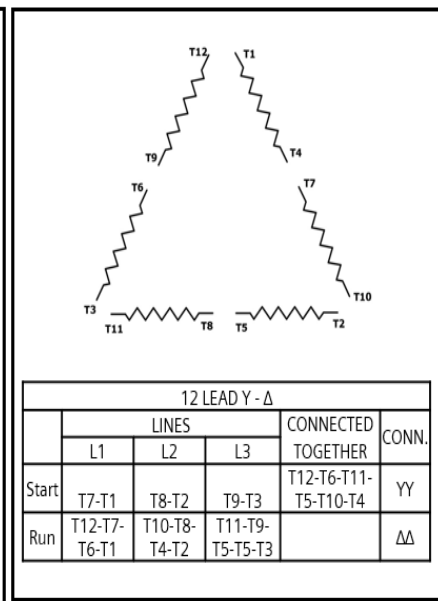 T12 T1
T9 T4
T6 T7
T3 T10
T11 T8 T5 T2
12 LEAD Y - Δ
LINES CONNECTED TOGETHER CONN.
L1 L2 L3
Start T7-T1 T8-T2 T9-T3 T12-T6-T11-T5-T10-T4 YY
Run T12-T7-T6-T1 T10-T8-T4-T2 T11-T9-T5-T5-T3 ΔΔ